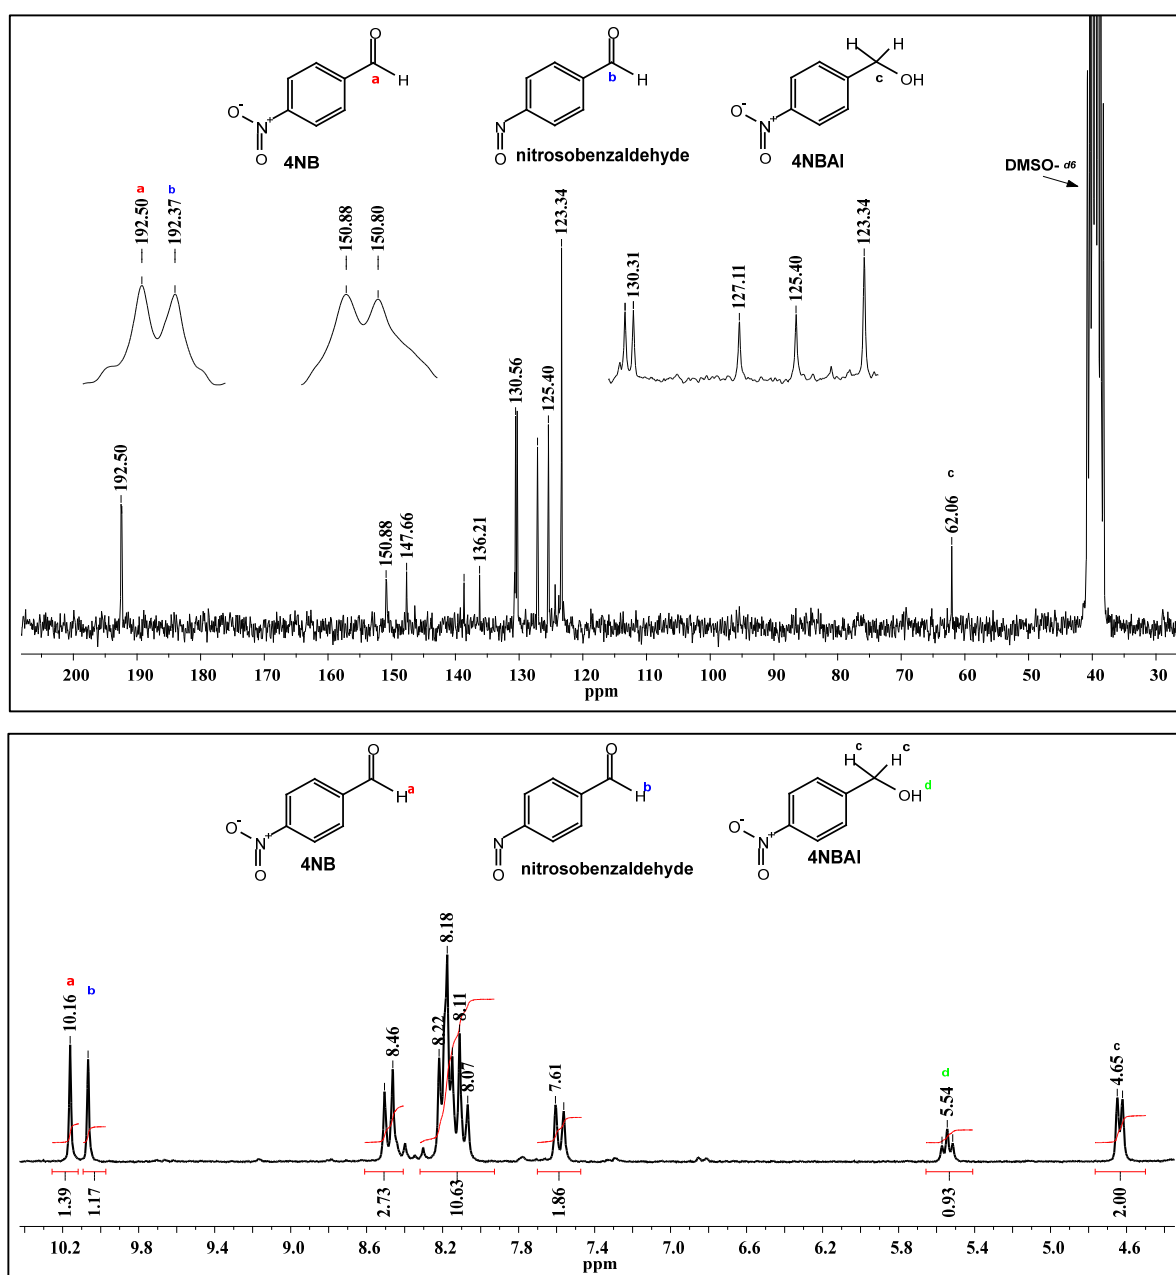 O O H H
a H b H c OH
O- N+ O N O O- N+ O
4NB nitrosobenzaldehyde 4NBAl
DMSO-d6
a b
192.50 192.37 150.88 150.80 123.34 130.31 127.11 125.40 123.34
192.50 150.88 147.66 136.21 130.56 125.40 c 62.06
200 190 180 170 160 150 140 130 120 110 100 90 80 70 60 50 40 30
ppm
O O c H H c
H a H b OH d
O- N+ O N O O- N+ O
4NB nitrosobenzaldehyde 4NBAl
a b d c
10.16 8.46 8.22 8.18 8.11 8.07 7.61 5.54 4.65
1.39 1.17 2.73 10.63 1.86 0.93 2.00
10.2 9.8 9.4 9.0 8.6 8.2 7.8 7.4 7.0 6.6 6.2 5.8 5.4 5.0 4.6
ppm